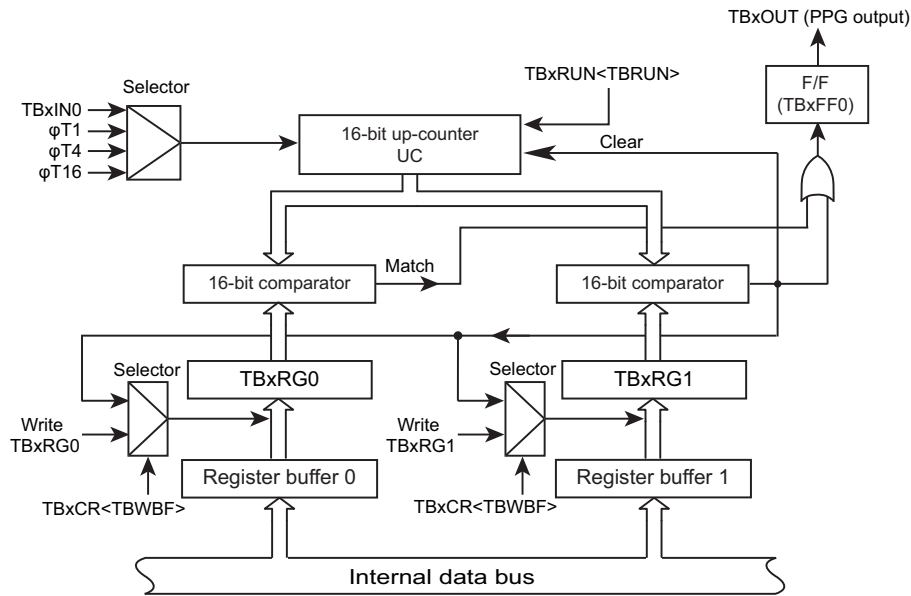 TBxOUT (PPG output)
F/F
(TBxFF0)
Selector
TBxRUN<TBRUN>
TBxIN0
φT1
φT4
φT16
16-bit up-counter
UC
Clear
16-bit comparator
Match
16-bit comparator
Selector
TBxRG0
Selector
TBxRG1
Write
TBxRG0
Write
TBxRG1
Register buffer 0
Register buffer 1
TBxCR<TBWBF>
TBxCR<TBWBF>
Internal data bus